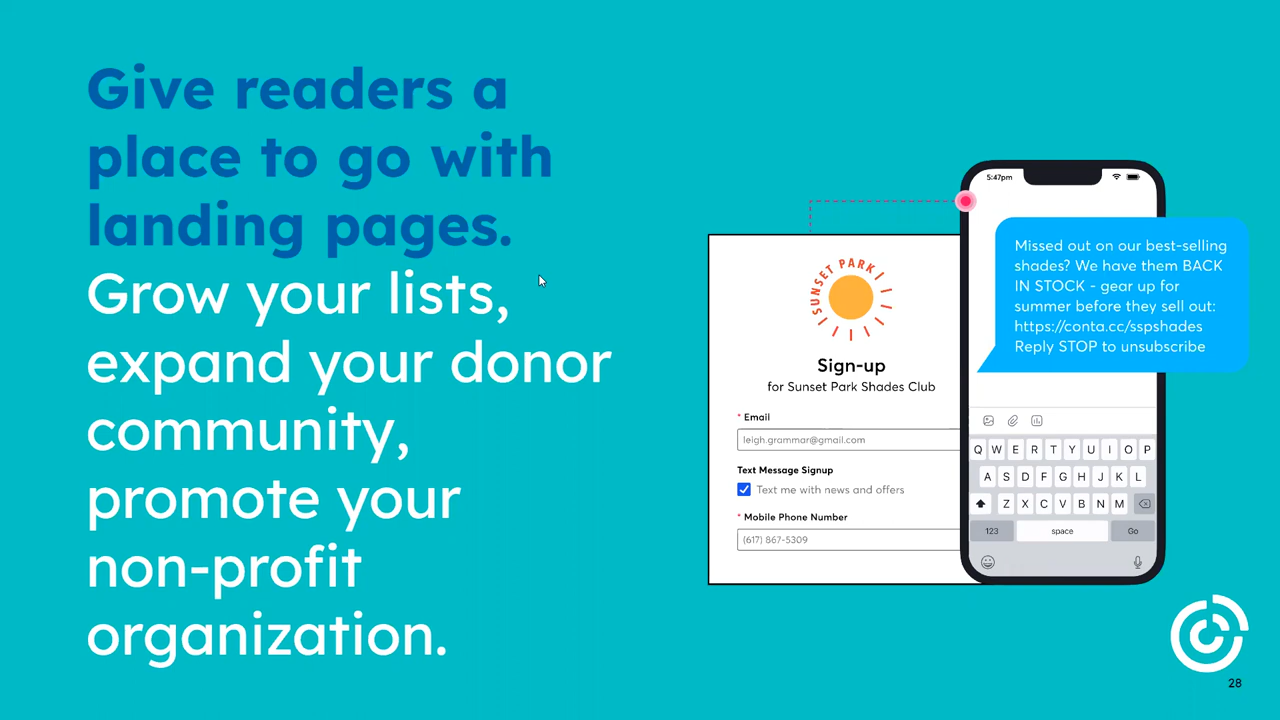 Give readers a
place to go with
landing pages.
Grow your lists,
expand your donor
community,
promote your
non-profit
organization.
SUNSET PARK
Sign-up
for Sunset Park Shades Club
* Email
leigh.grammar@gmail.com
Text Message Signup
Text me with news and offers
* Mobile Phone Number
(617) 867-5309
5:47pm
Missed out on our best-selling
shades? We have them BACK
IN STOCK - gear up for
summer before they sell out:
https://conta.cc/sspshades
Reply STOP to unsubscribe
Q W E R T Y U I O P
A S D F G H J K L
Z X C V B N M
123 space Go
28